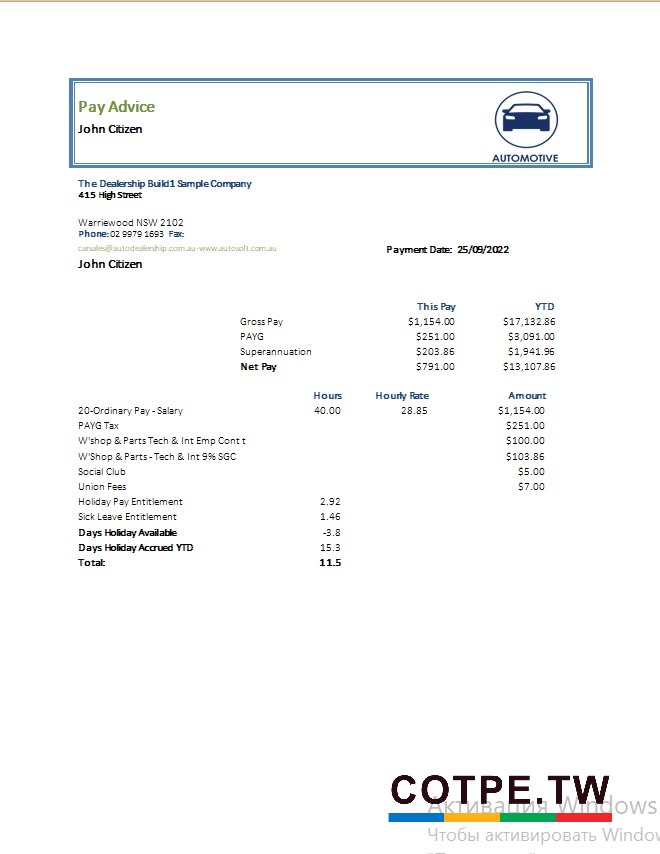 Pay Advice
John Citizen
AUTOMOTIVE
The Dealership Build1 Sample Company
415 High Street
Warriewood NSW 2102
Phone: 02 9979 1693 Fax:
carsales@autodealership.com.au-www.autosoft.com.au
Payment Date: 25/09/2022
John Citizen
This Pay YTD
Gross Pay $1,154.00 $17,132.86
PAYG $251.00 $3,091.00
Superannuation $203.86 $1,941.96
Net Pay $791.00 $13,107.86
Hours Hourly Rate Amount
20-Ordinary Pay - Salary 40.00 28.85 $1,154.00
PAYG Tax $251.00
W'shop & Parts Tech & Int Emp Cont t $100.00
W'Shop & Parts - Tech & Int 9% SGC $103.86
Social Club $5.00
Union Fees $7.00
Holiday Pay Entitlement 2.92
Sick Leave Entitlement 1.46
Days Holiday Available -3.8
Days Holiday Accrued YTD 15.3
Total: 11.5
COTPE.TW
Активация Windows
Чтобы активировать Window